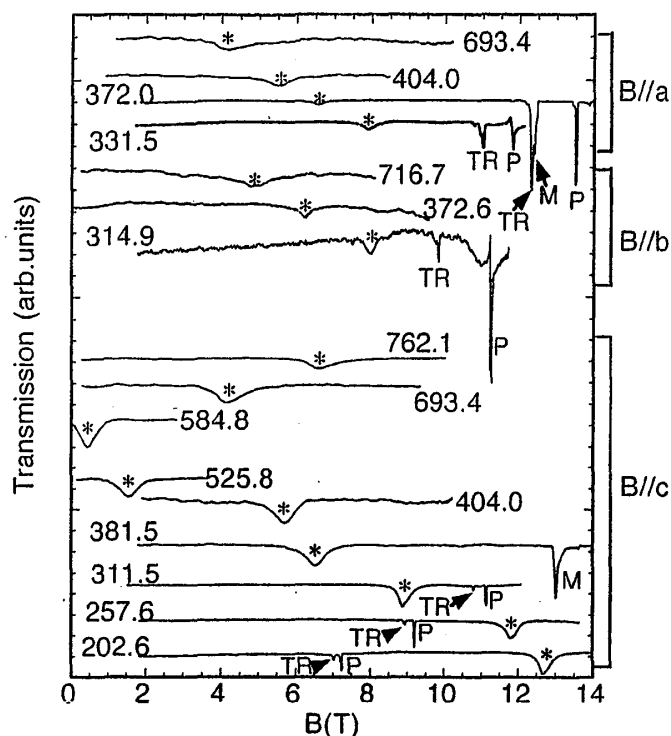 Transmission (arb.units)
* 693.4
* 404.0
372.0 *
331.5 * TR P
TR M P
B//a
* 716.7
* 372.6
314.9 * TR P
B//b
762.1 *
* 693.4
* 584.8
* 525.8
* 404.0
381.5 * M
311.5 * TR P
257.6 TR P *
202.6 TR P *
B//c
0 2 4 6 8 10 12 14
B(T)